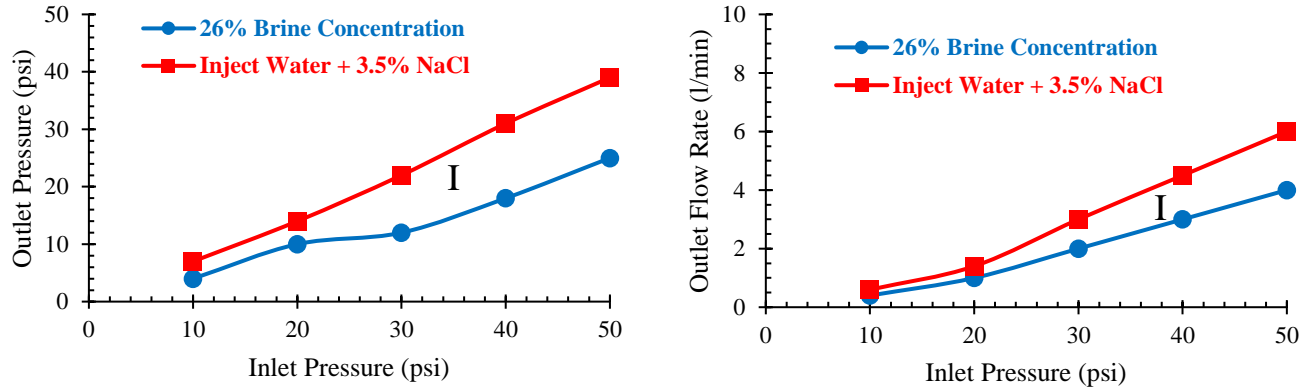 50
40
30
20
10
0
Outlet Pressure (psi)
26% Brine Concentration
Inject Water + 3.5% NaCl
I
0 10 20 30 40 50
Inlet Pressure (psi)
10
8
6
4
2
0
Outlet Flow Rate (l/min)
26% Brine Concentration
Inject Water + 3.5% NaCl
I
0 10 20 30 40 50
Inlet Pressure (psi)